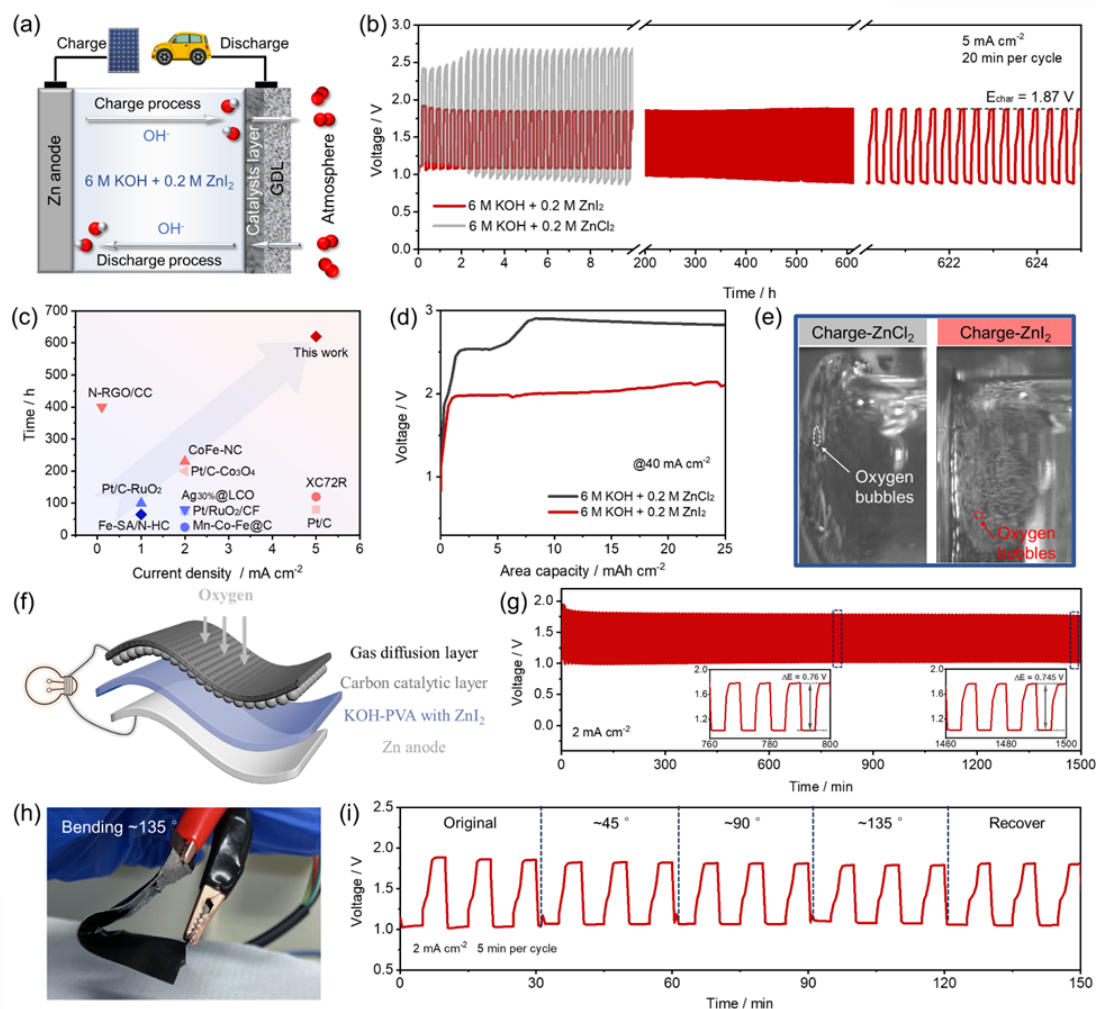 (a)
Charge
Discharge
Zn anode
Charge process
OH-
6 M KOH + 0.2 M ZnI2
OH-
Discharge process
Catalysts layer
GDL
Atmosphere
(b)
Voltage / V
3.0
2.5
2.0
1.5
1.0
0.5
0.0
5 mA cm-2
20 min per cycle
Echar = 1.87 V
6 M KOH + 0.2 M ZnI2
6 M KOH + 0.2 M ZnCl2
0 2 4 6 8 200 300 400 500 600 622 624
Time / h
(c)
Time / h
700
600
500
400
300
200
100
0
This work
N-RGO/CC
CoFe-NC
Pt/C-Co3O4
Pt/C-RuO2
Ag30%@LCO
XC72R
Pt/RuO2/CF
Fe-SA/N-HC
Mn-Co-Fe@C
Pt/C
0 1 2 3 4 5 6
Current density / mA cm-2
(d)
Voltage / V
3
2
1
@40 mA cm-2
6 M KOH + 0.2 M ZnCl2
6 M KOH + 0.2 M ZnI2
0 5 10 15 20 25
Area capacity / mAh cm-2
(e)
Charge-ZnCl2
Charge-ZnI2
Oxygen
bubbles
Oxygen
bubbles
(f)
Oxygen
Gas diffusion layer
Carbon catalytic layer
KOH-PVA with ZnI2
Zn anode
(g)
Voltage / V
2.0
1.5
1.0
0.5
0.0
2 mA cm-2
ΔE = 0.76 V
1.6
1.2
760 780 800
ΔE = 0.745 V
1.6
1.2
1460 1480 1500
0 300 600 900 1200 1500
Time / min
(h)
Bending ~135 °
(i)
Voltage / V
2.5
2.0
1.5
1.0
0.5
Original
~45 °
~90 °
~135 °
Recover
2 mA cm-2 5 min per cycle
0 30 60 90 120 150
Time / min